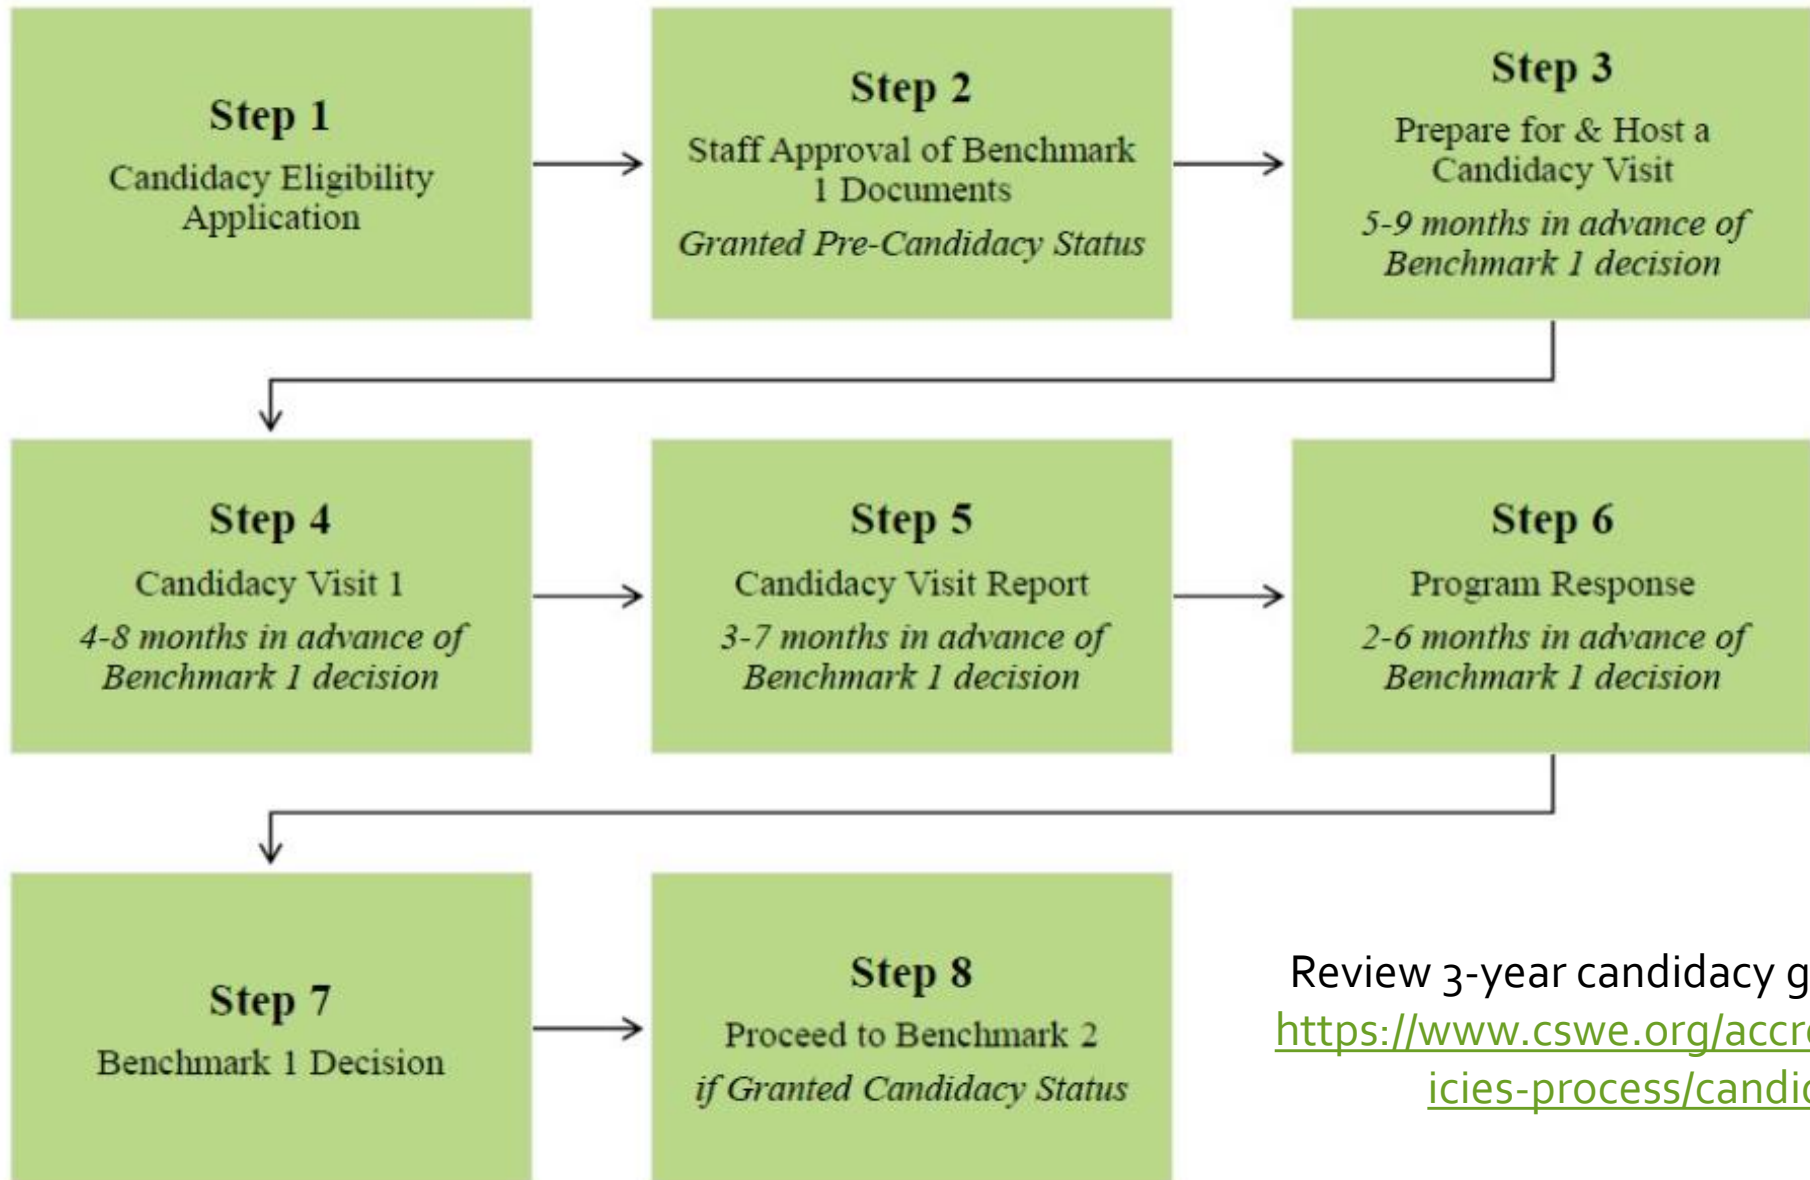 Step 1
Candidacy Eligibility
Application
Step 2
Staff Approval of Benchmark
1 Documents
Granted Pre-Candidacy Status
Step 3
Prepare for & Host a
Candidacy Visit
5-9 months in advance of
Benchmark 1 decision
Step 4
Candidacy Visit 1
4-8 months in advance of
Benchmark 1 decision
Step 5
Candidacy Visit Report
3-7 months in advance of
Benchmark 1 decision
Step 6
Program Response
2-6 months in advance of
Benchmark 1 decision
Step 7
Benchmark 1 Decision
Step 8
Proceed to Benchmark 2
if Granted Candidacy Status
Review 3-year candidacy
https://www.cswe.org/accre
icies-process/candi